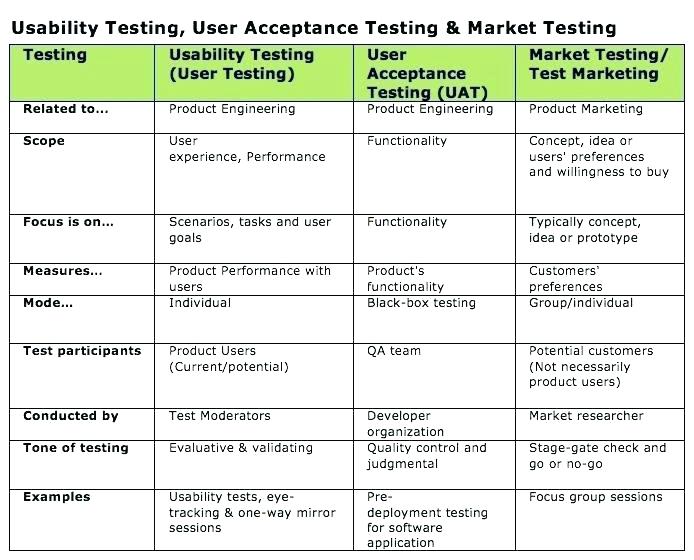 Usability Testing, User Acceptance Testing & Market Testing
Testing
Usability Testing
(User Testing)
User
Acceptance
Testing (UAT)
Market Testing/
Test Marketing
Related to...
Product Engineering
Product Engineering
Product Marketing
Scope
User
experience, Performance
Functionality
Concept, idea or
users' preferences
and willingness to buy
Focus is on...
Scenarios, tasks and user
goals
Functionality
Typically concept,
idea or prototype
Measures...
Product Performance with
users
Product's
functionality
Customers'
preferences
Mode...
Individual
Black-box testing
Group/individual
Test participants
Product Users
(Current/potential)
QA team
Potential customers
(Not necessarily
product users)
Conducted by
Test Moderators
Developer
organization
Market researcher
Tone of testing
Evaluative & validating
Quality control and
judgmental
Stage-gate check and
go or no-go
Examples
Usability tests, eye-
tracking & one-way mirror
sessions
Pre-
deployment testing
for software
application
Focus group sessions